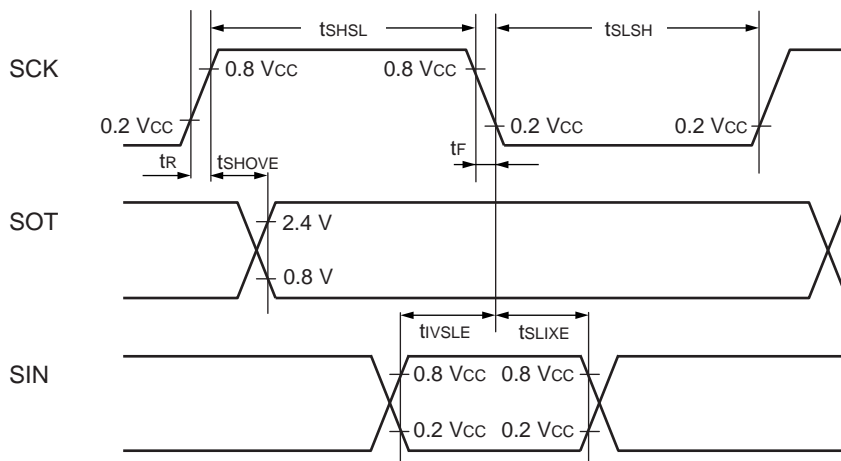 tSHSL tSLSH
SCK 0.8 VCC 0.8 VCC
0.2 VCC 0.2 VCC 0.2 VCC
tR tSHOVE tF
SOT 2.4 V
0.8 V
tIVSLE tSLIXE
SIN 0.8 VCC 0.8 VCC
0.2 VCC 0.2 VCC